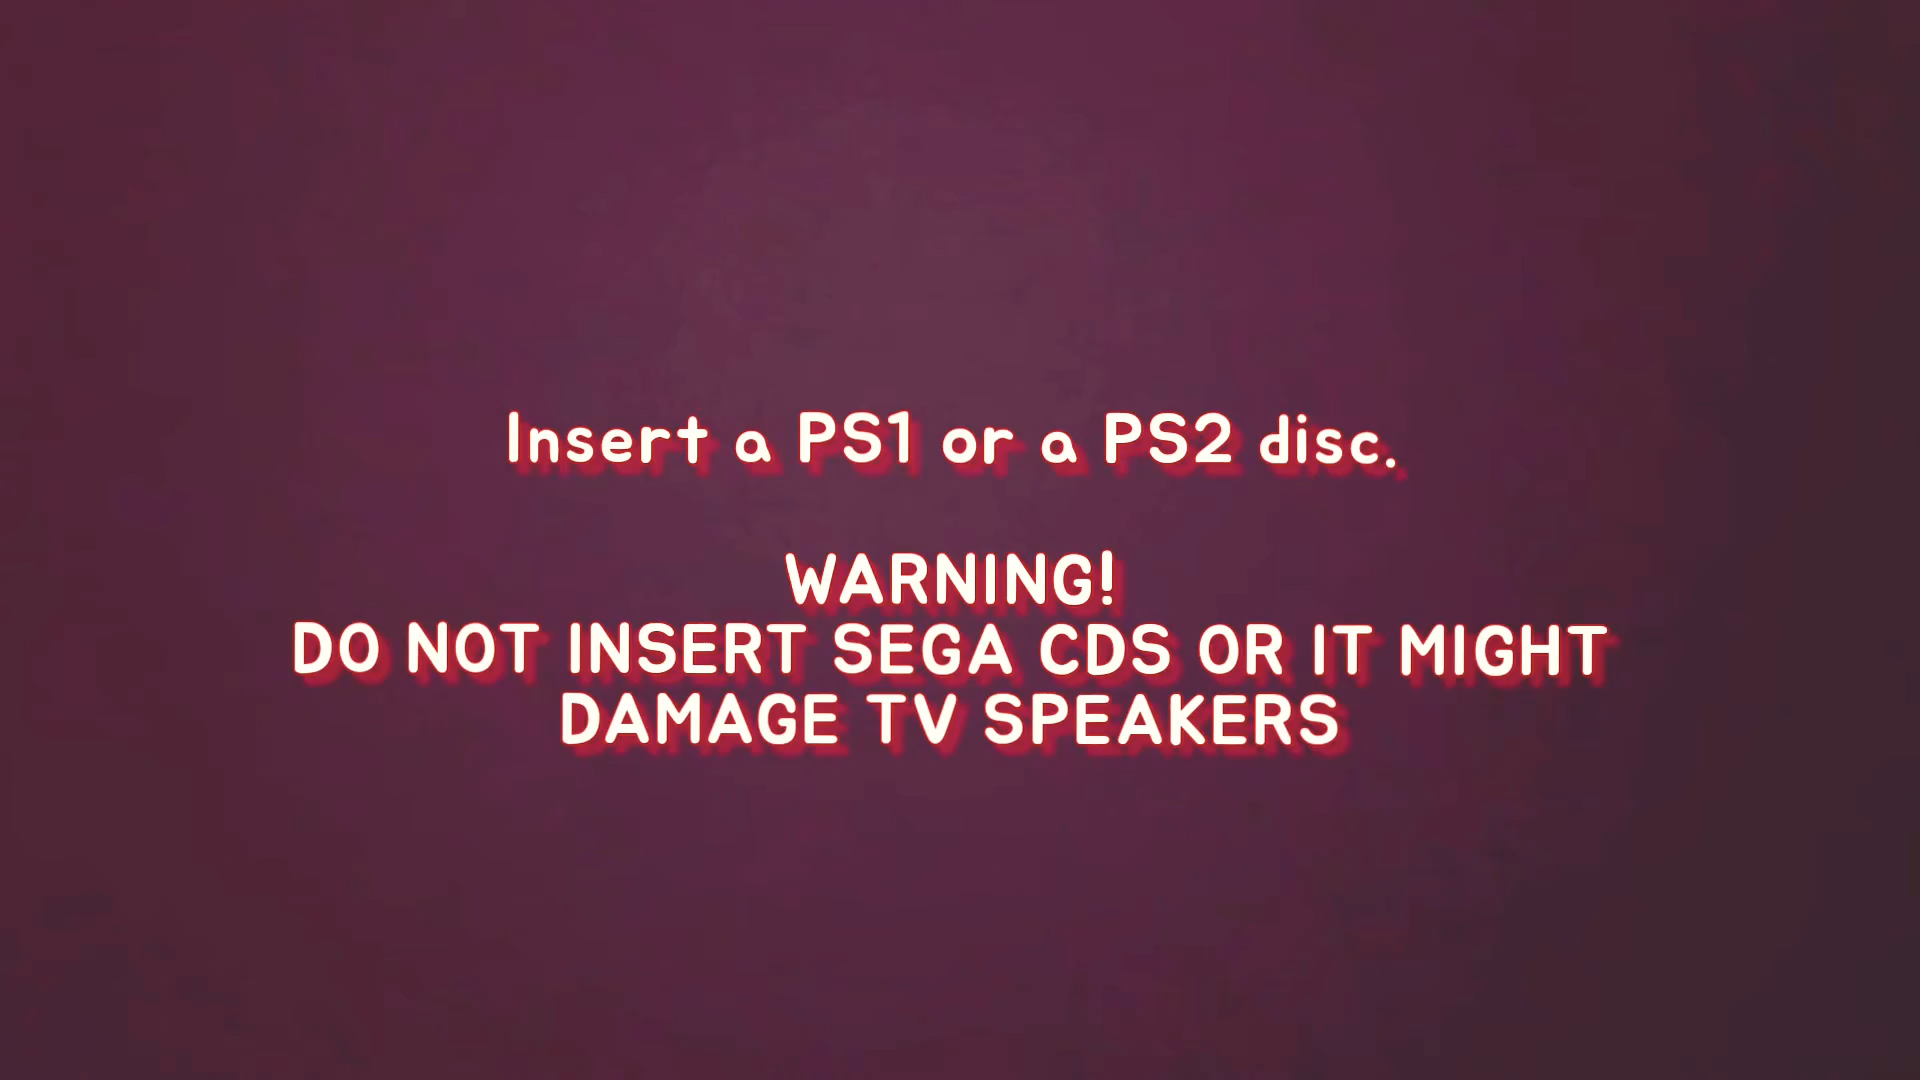 Insert a PS1 or a PS2 disc.
WARNING!
DO NOT INSERT SEGA CDS OR IT MIGHT
DAMAGE TV SPEAKERS